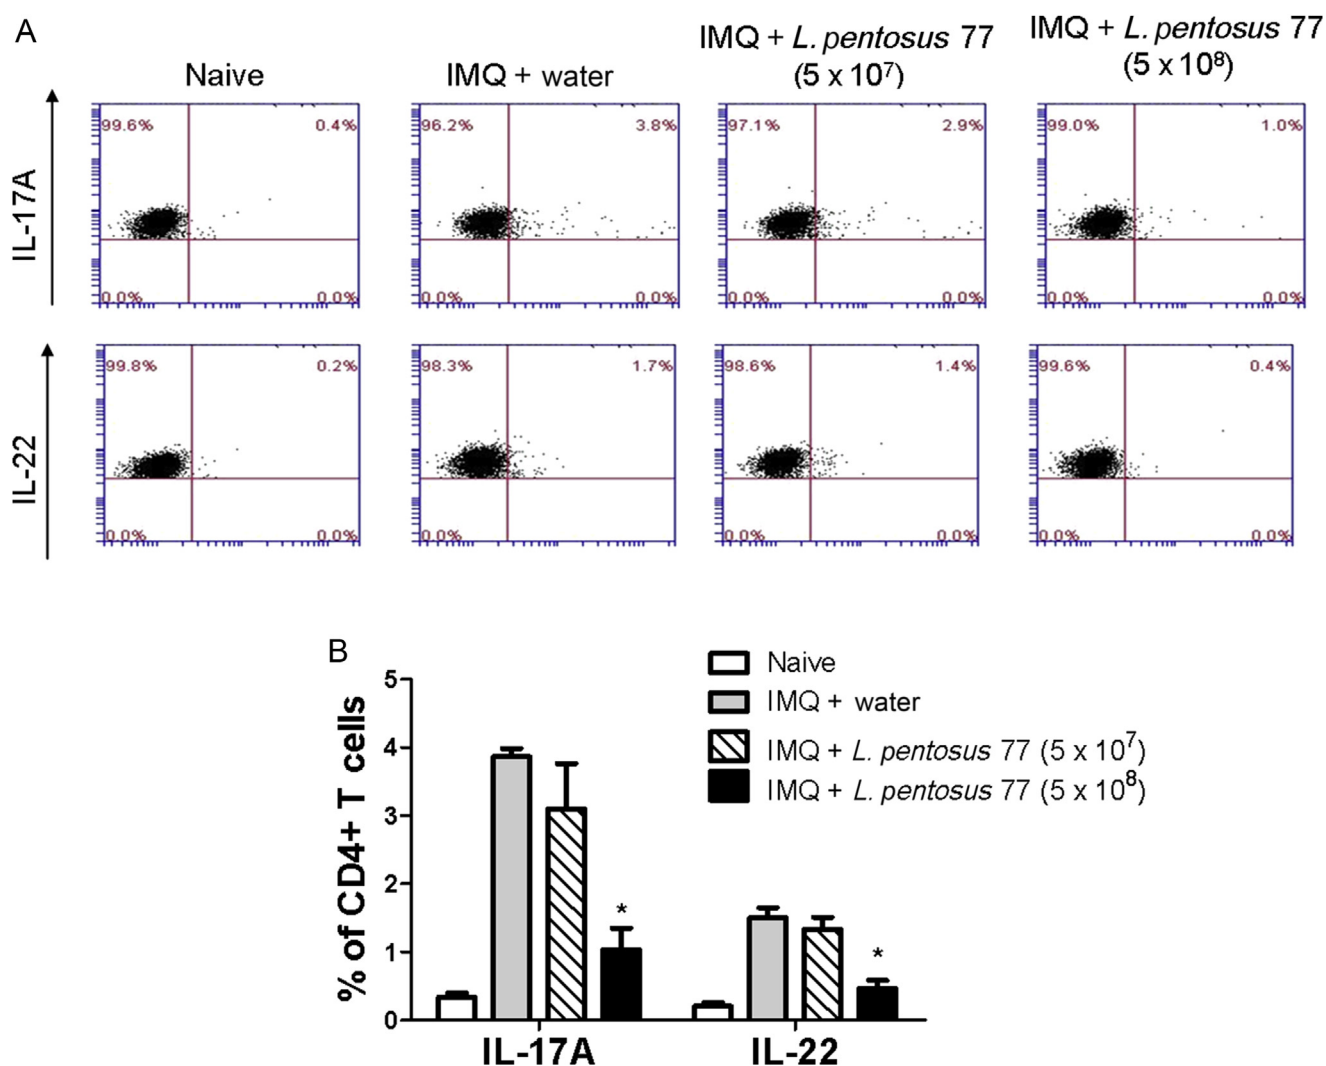 A
Naive
IMQ + water
IMQ + L. pentosus 77
(5 x 10⁷)
IMQ + L. pentosus 77
(5 x 10⁸)
IL-17A
99.6% 0.4%
0.0% 0.0%
96.2% 3.8%
0.0% 0.0%
97.1% 2.9%
0.0% 0.0%
99.0% 1.0%
0.0% 0.0%
IL-22
99.8% 0.2%
0.0% 0.0%
98.3% 1.7%
0.0% 0.0%
98.6% 1.4%
0.0% 0.0%
99.6% 0.4%
0.0% 0.0%
B
Naive
IMQ + water
IMQ + L. pentosus 77 (5 x 10⁷)
IMQ + L. pentosus 77 (5 x 10⁸)
% of CD4+ T cells
5
4
3
2
1
0
*
*
IL-17A
IL-22